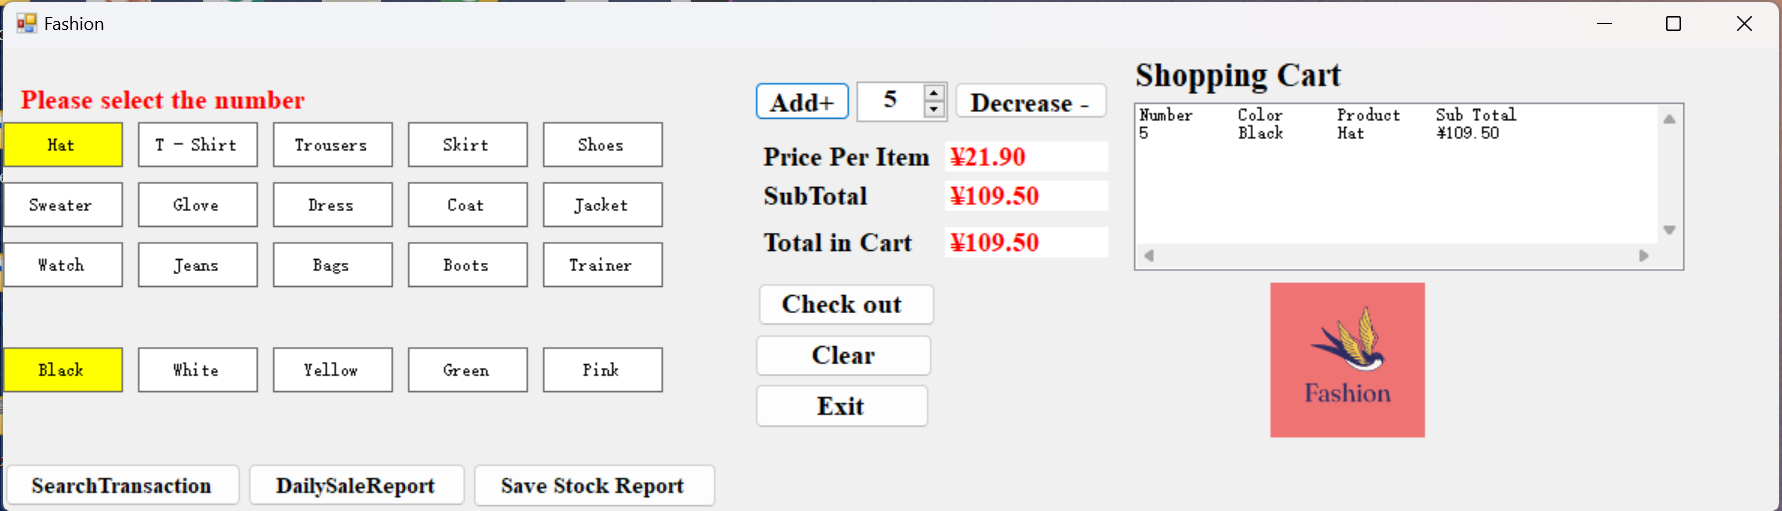 Fashion
Please select the number
Hat T - Shirt Trousers Skirt Shoes
Sweater Glove Dress Coat Jacket
Watch Jeans Bags Boots Trainer
Black White Yellow Green Pink
SearchTransaction DailySaleReport Save Stock Report
Add+ 5 Decrease -
Price Per Item ¥21.90
SubTotal ¥109.50
Total in Cart ¥109.50
Check out
Clear
Exit
Shopping Cart
Number Color Product Sub Total
5 Black Hat ¥109.50
Fashion